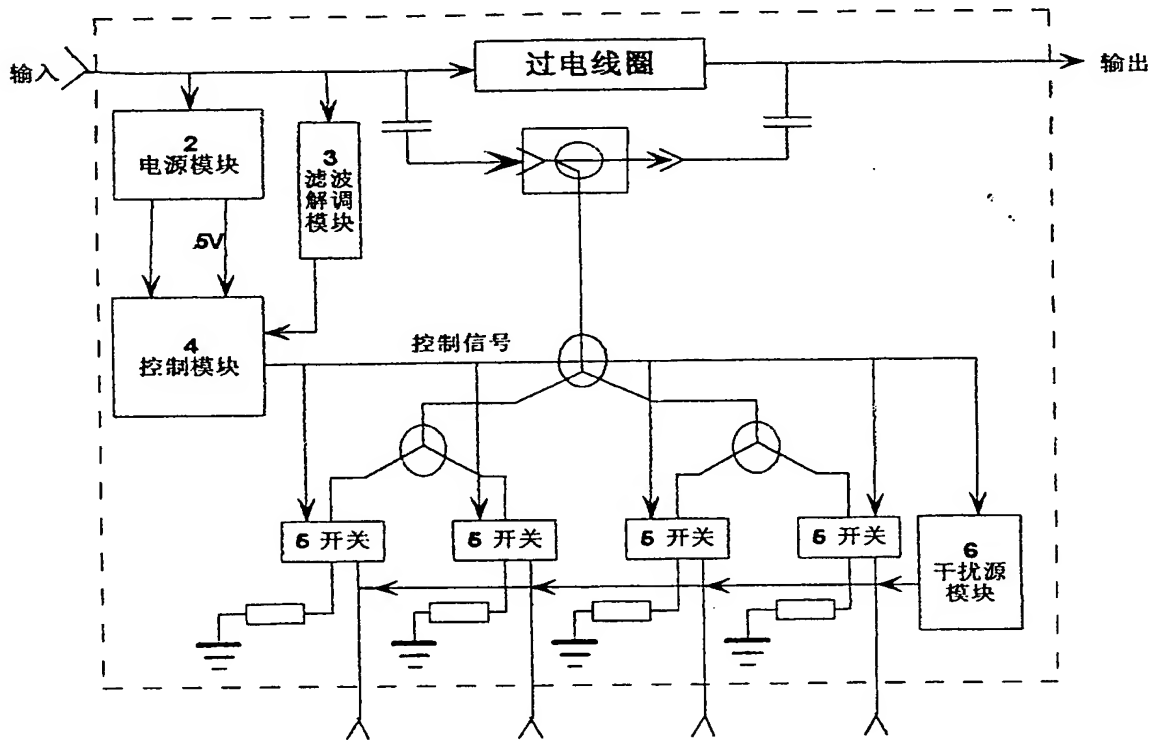 过电线圈
输入
输出
2
电源模块
3
滤波
解调
模块
5V
4
控制模块
控制信号
5 开关
5 开关
5 开关
5 开关
6
干扰源
模块